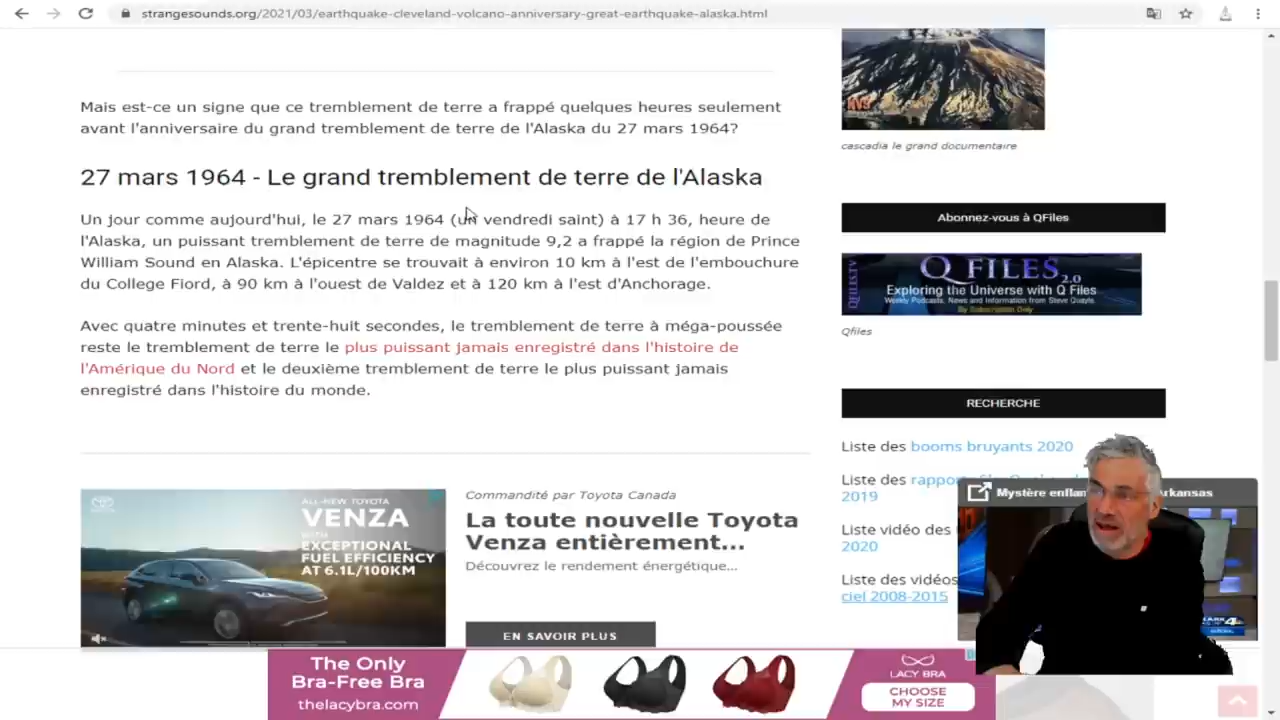 strangesounds.org/2021/03/earthquake-cleveland-volcano-anniversary-great-earthquake-alaska.html
Mais est-ce un signe que ce tremblement de terre a frappé quelques heures seulement
avant l'anniversaire du grand tremblement de terre de l'Alaska du 27 mars 1964?
27 mars 1964 - Le grand tremblement de terre de l'Alaska
Un jour comme aujourd'hui, le 27 mars 1964 (un vendredi saint) à 17 h 36, heure de
l'Alaska, un puissant tremblement de terre de magnitude 9,2 a frappé la région de Prince
William Sound en Alaska. L'épicentre se trouvait à environ 10 km à l'est de l'embouchure
du College Fiord, à 90 km à l'ouest de Valdez et à 120 km à l'est d'Anchorage.
Avec quatre minutes et trente-huit secondes, le tremblement de terre à méga-poussée
reste le tremblement de terre le plus puissant jamais enregistré dans l'histoire de
l'Amérique du Nord et le deuxième tremblement de terre le plus puissant jamais
enregistré dans l'histoire du monde.
ALL-NEW TOYOTA
VENZA
WITH
EXCEPTIONAL
FUEL EFFICIENCY
AT 6.1L/100KM
Commandité par Toyota Canada
La toute nouvelle Toyota
Venza entièrement...
Découvrez le rendement énergétique...
EN SAVOIR PLUS
cascadia le grand documentaire
Abonnez-vous à QFiles
QFILES.TV
Q FILES 2.0
Exploring the Universe with Q Files
Weekly Podcasts, News and Information from Steve Quayle.
By Subscription Only
Qfiles
RECHERCHE
Liste des booms bruyants 2020
Liste des
2019
Liste vidéo des
2020
Liste des vidéos
ciel 2008-2015
Mystère
The Only
Bra-Free Bra
thelacybra.com
LACY BRA
CHOOSE
MY SIZE